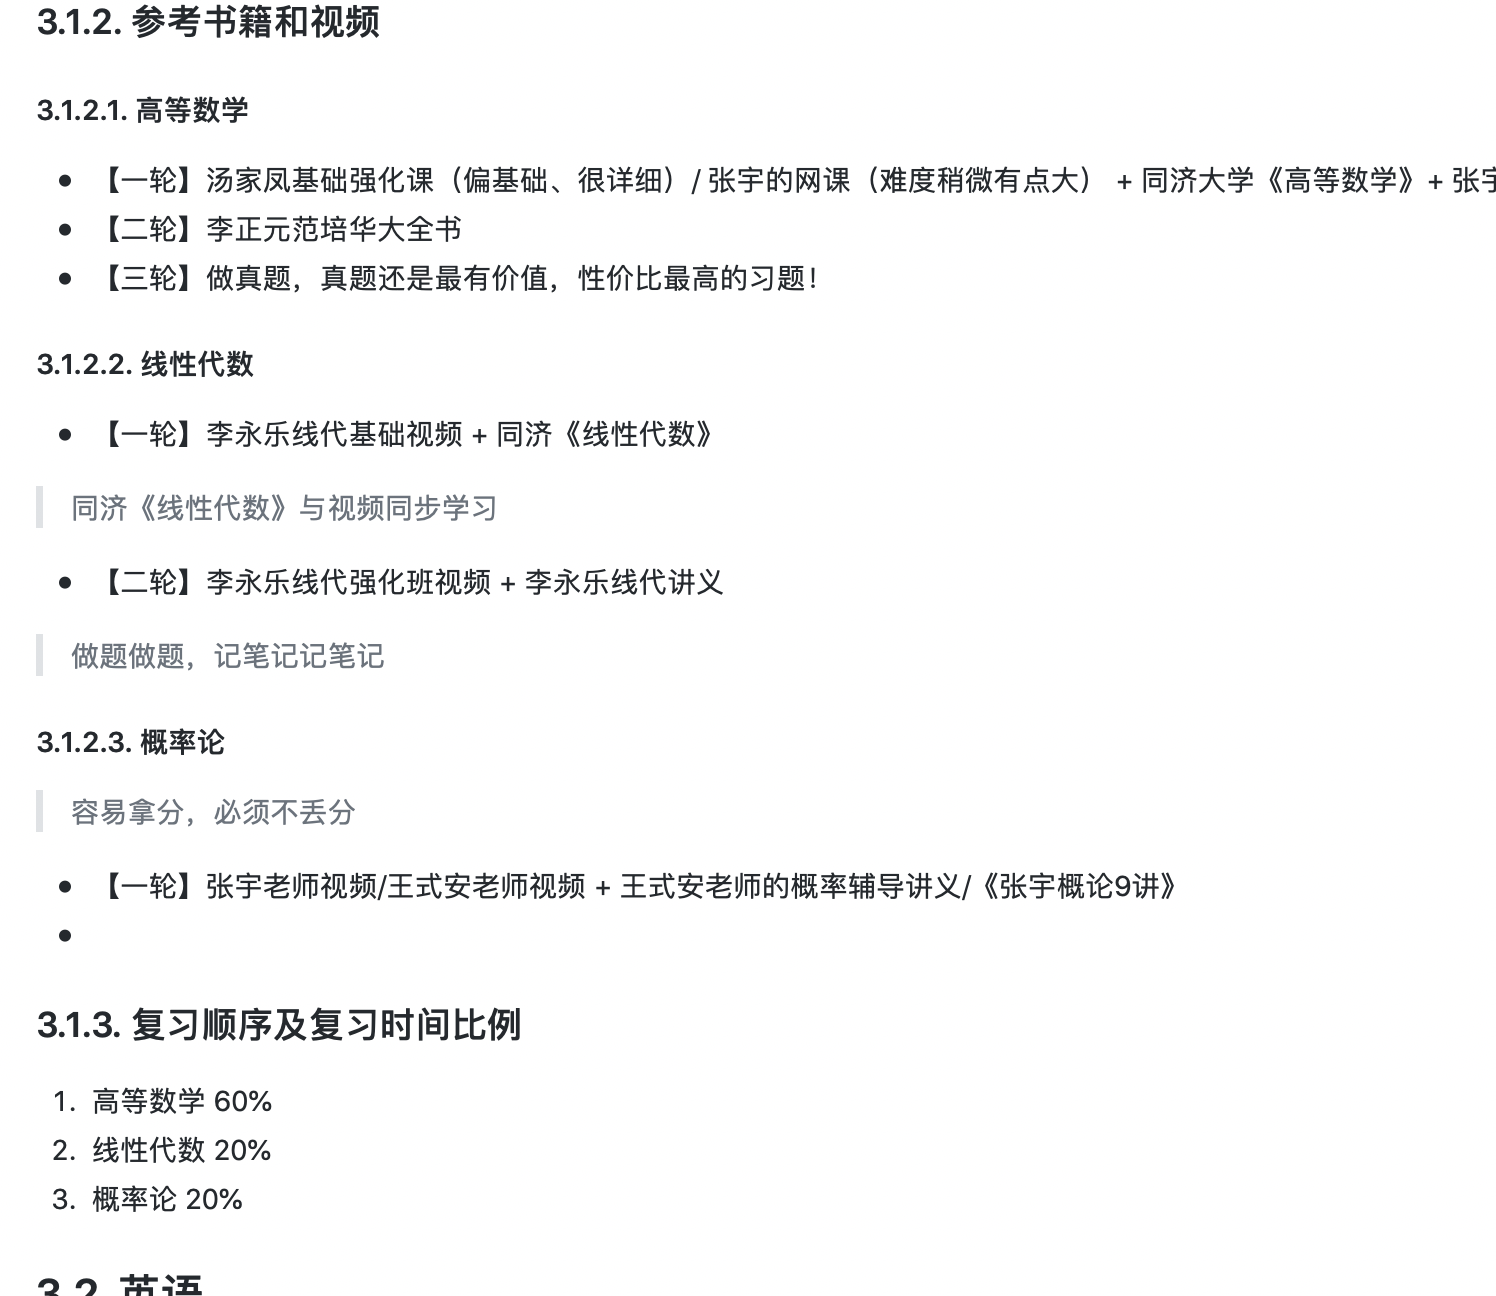 3.1.2. 参考书籍和视频
3.1.2.1. 高等数学
【一轮】汤家凤基础强化课（偏基础、很详细）/ 张宇的网课（难度稍微有点大） + 同济大学《高等数学》+ 张宇
【二轮】李正元范培华大全书
【三轮】做真题，真题还是最有价值，性价比最高的习题！
3.1.2.2. 线性代数
【一轮】李永乐线代基础视频 + 同济《线性代数》
同济《线性代数》与视频同步学习
【二轮】李永乐线代强化班视频 + 李永乐线代讲义
做题做题，记笔记记笔记
3.1.2.3. 概率论
容易拿分，必须不丢分
【一轮】张宇老师视频/王式安老师视频 + 王式安老师的概率辅导讲义/《张宇概论9讲》
3.1.3. 复习顺序及复习时间比例
1. 高等数学 60%
2. 线性代数 20%
3. 概率论 20%
3.2. 英语